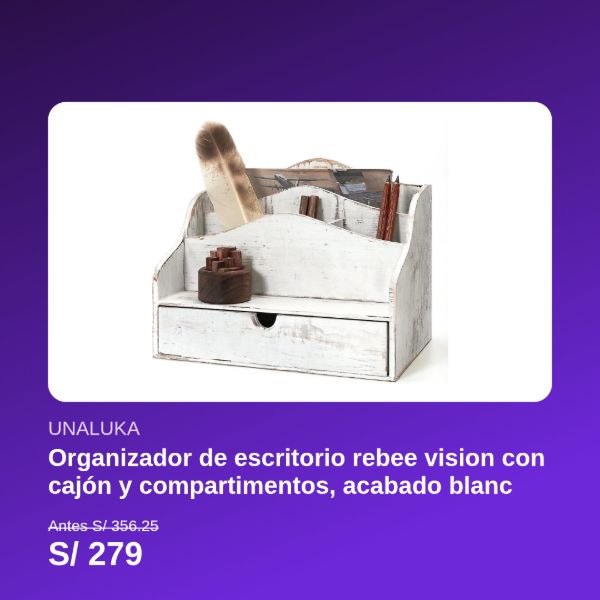 UNALUKA
Organizador de escritorio rebee vision con
cajón y compartimentos, acabado blanc
Antes S/ 356.25
S/ 279